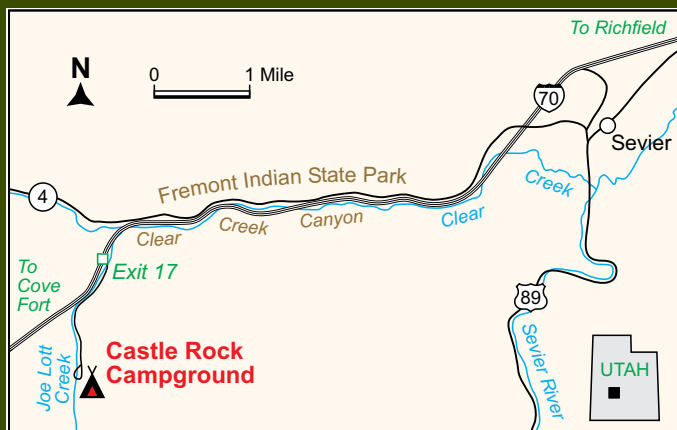 To Richfield
N
0 1 Mile
70
Sevier
Fremont Indian State Park
Creek
4
Clear
Creek
Canyon
Clear
To
Cove
Fort
Exit 17
89
Castle Rock
Campground
Joe Lott
Creek
Sevier River
UTAH